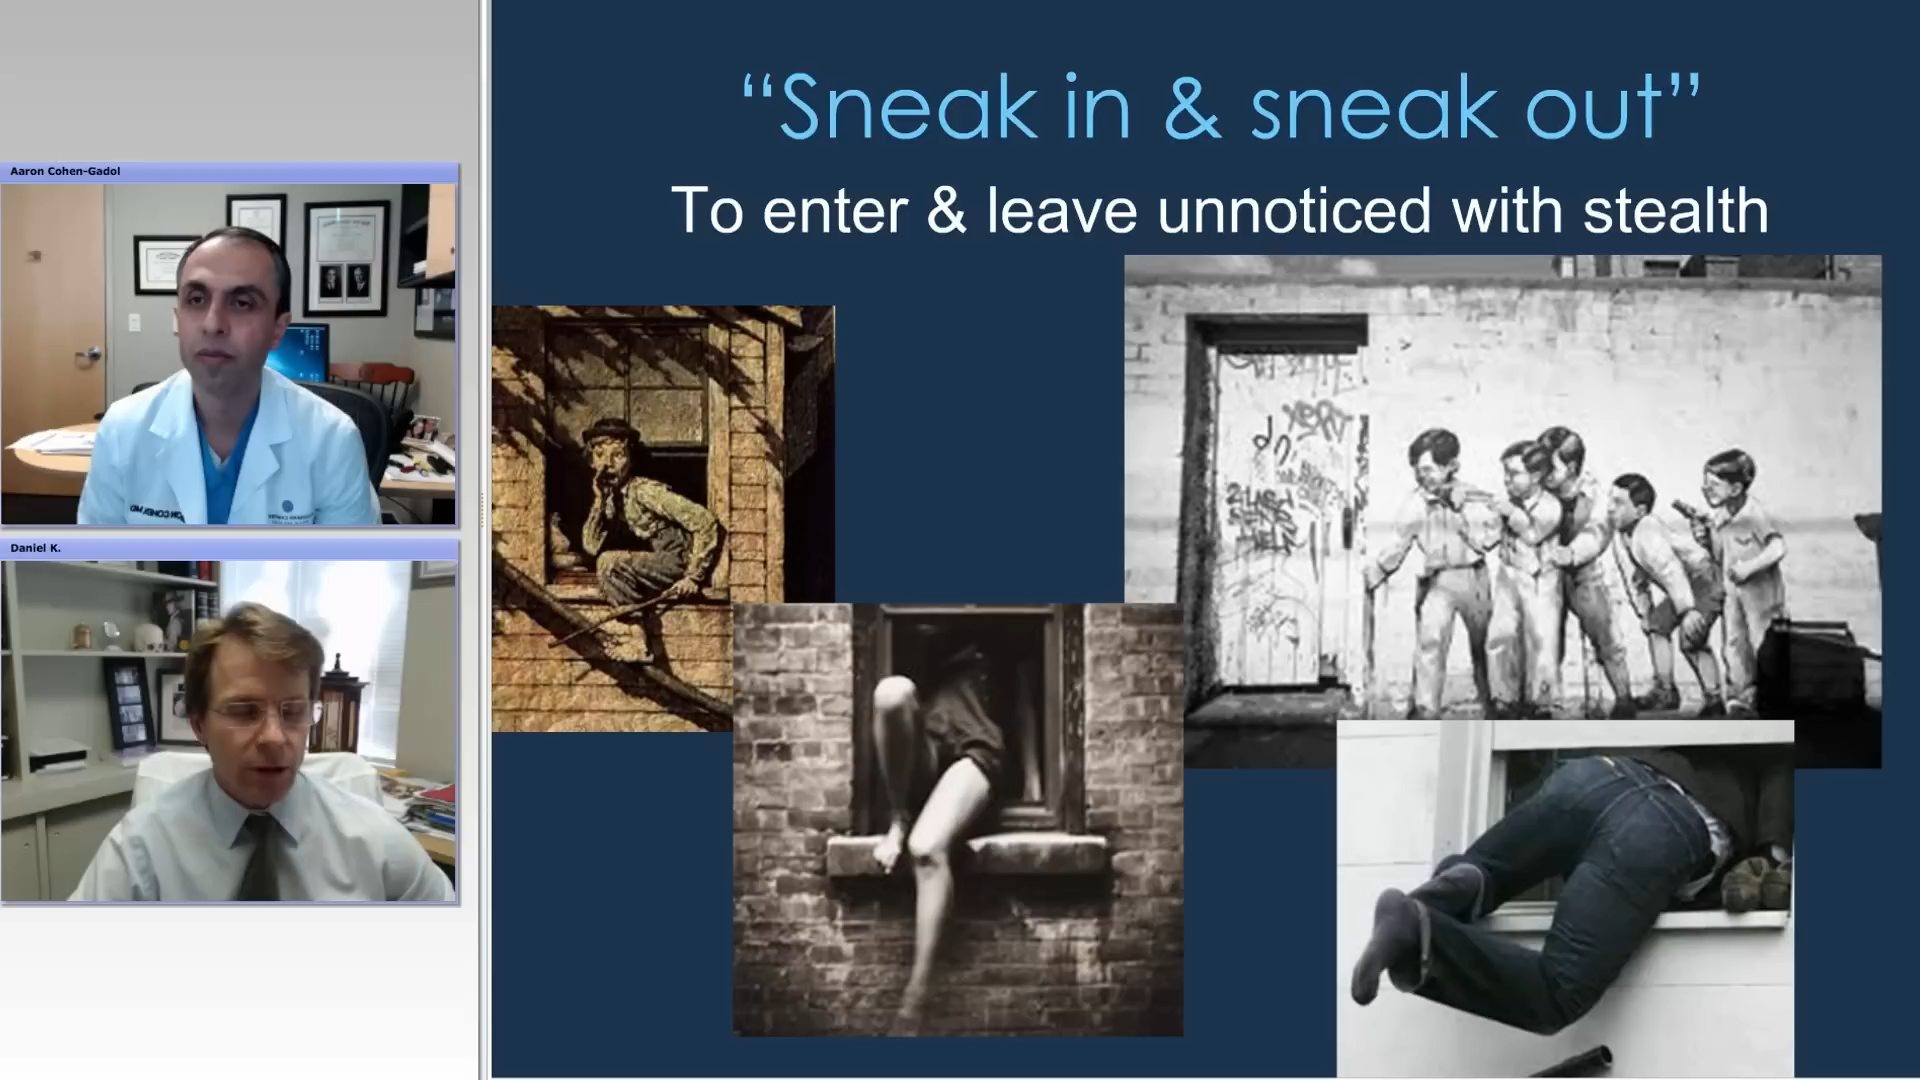 Aaron Cohen-Gadol
Daniel K.
“Sneak in & sneak out”
To enter & leave unnoticed with stealth